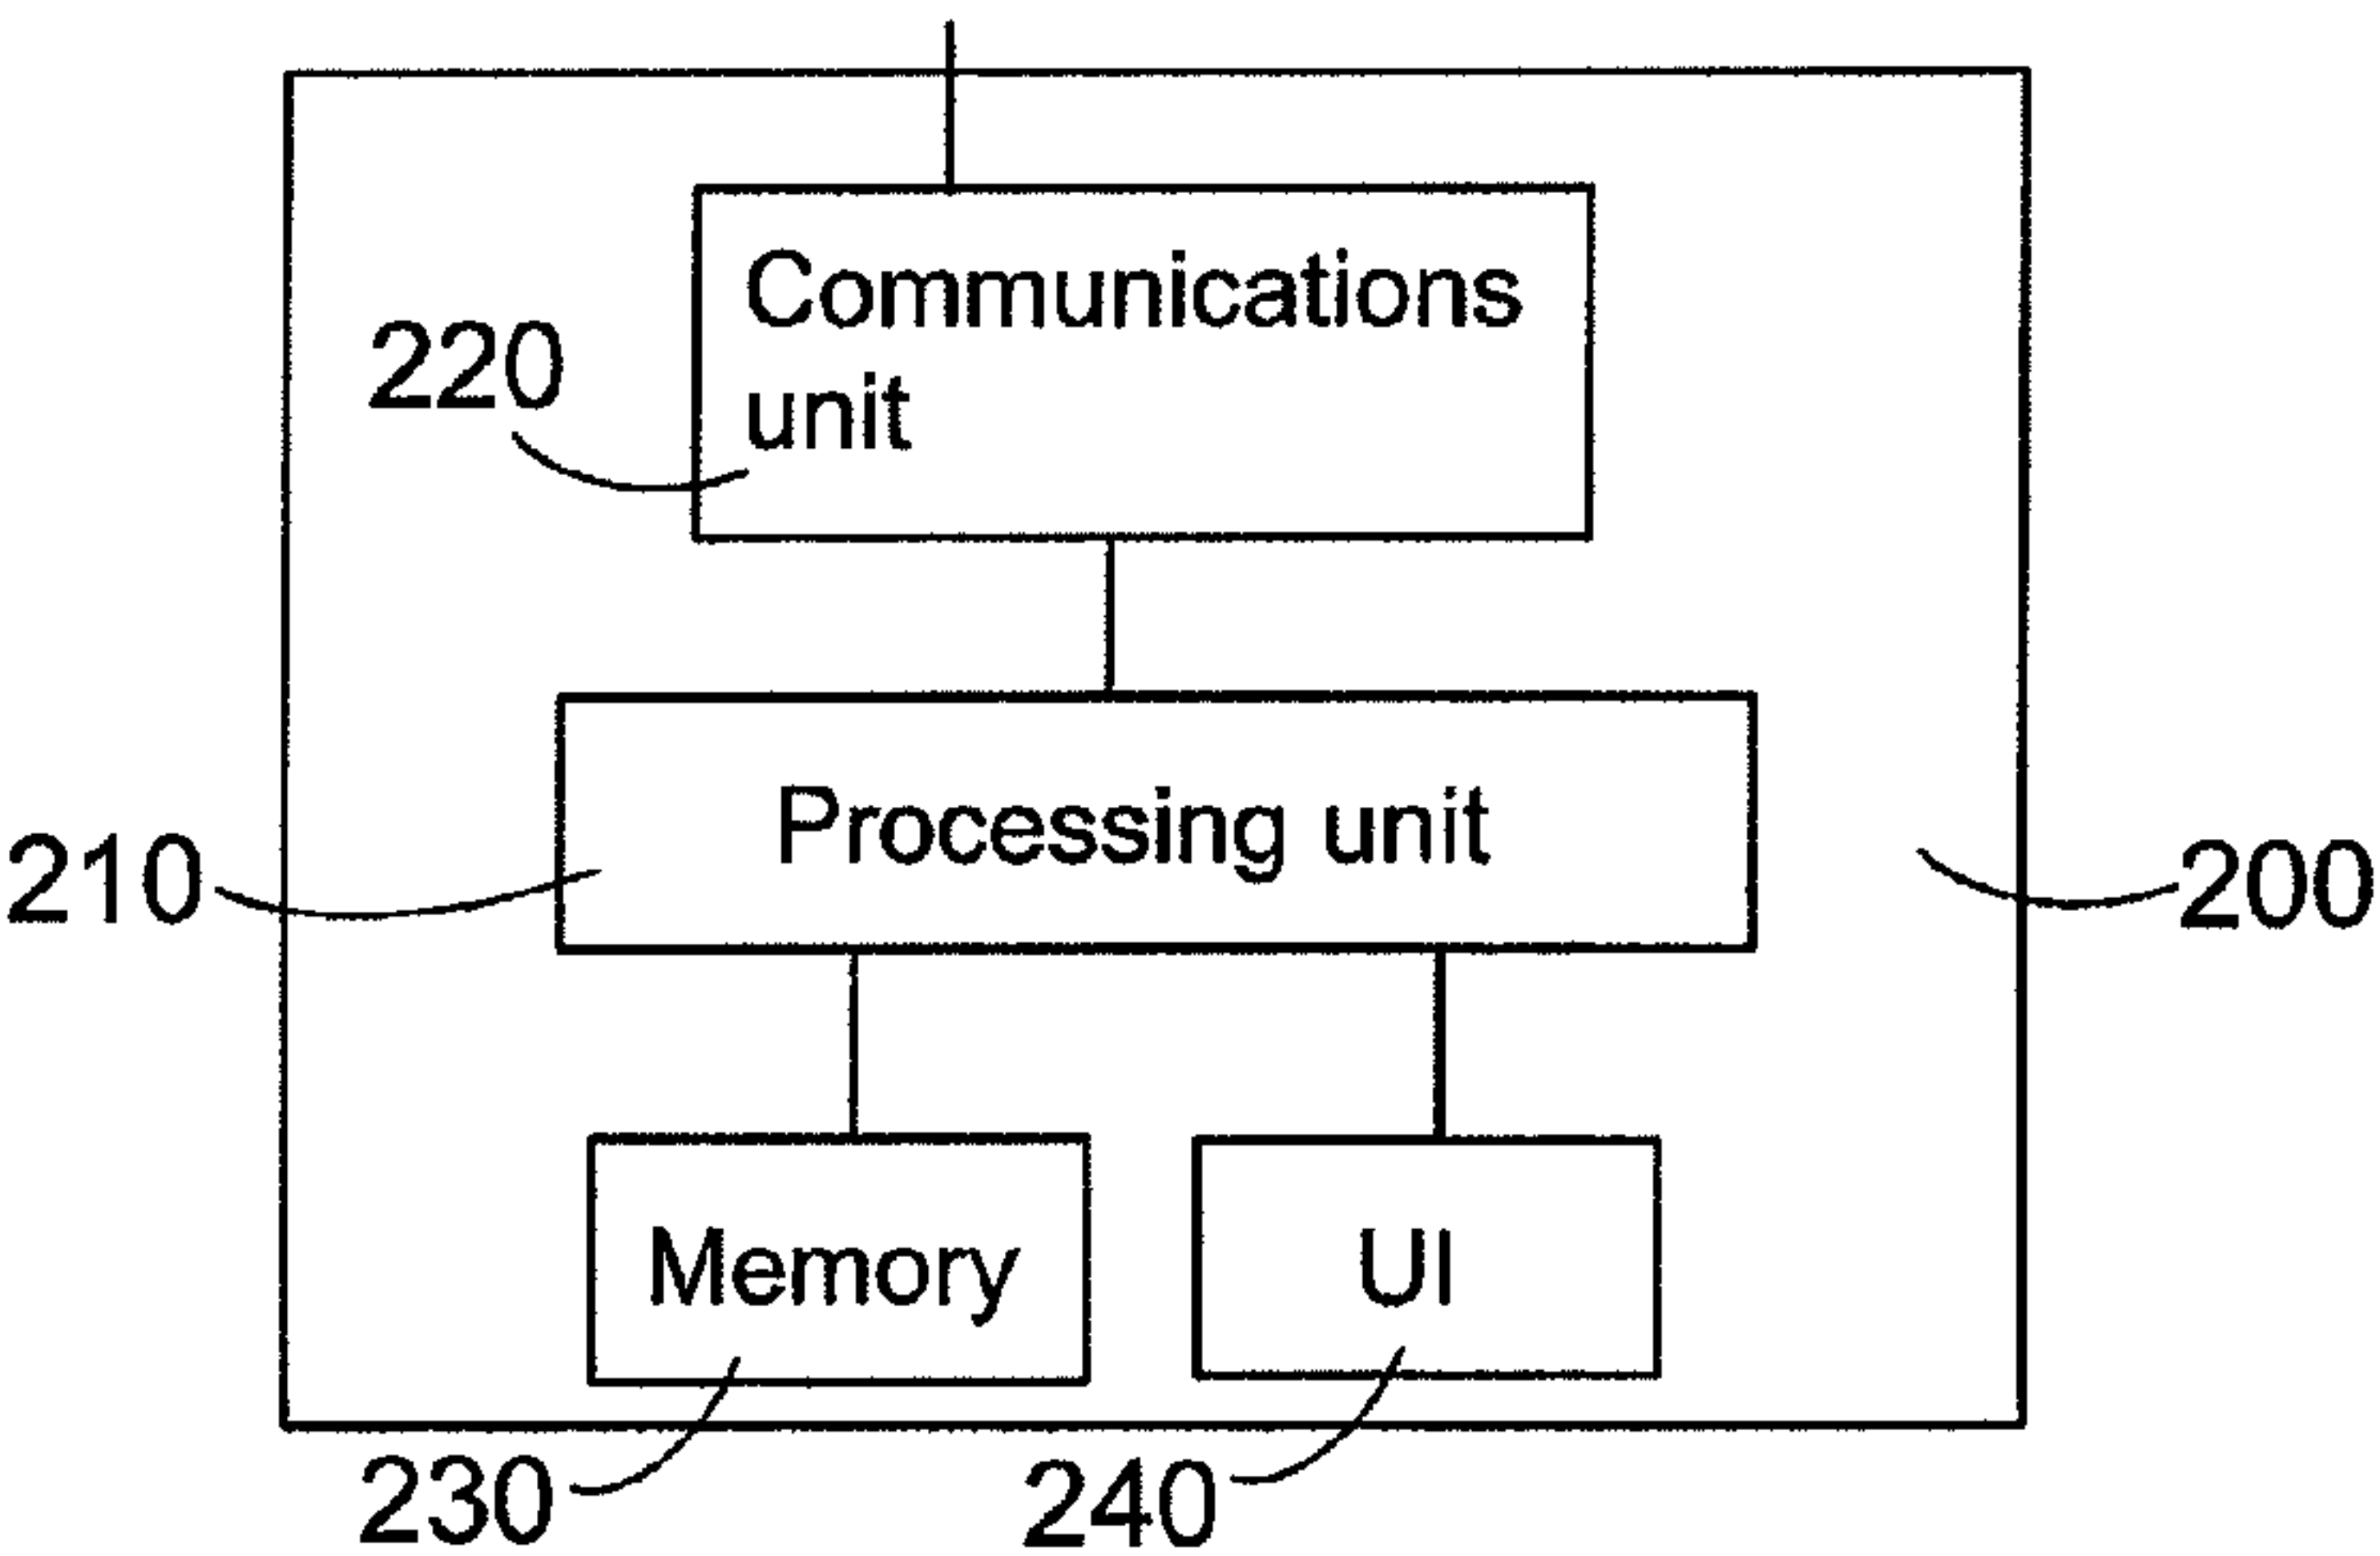 Communications
unit
220
Processing unit
210
200
Memory
UI
230
240